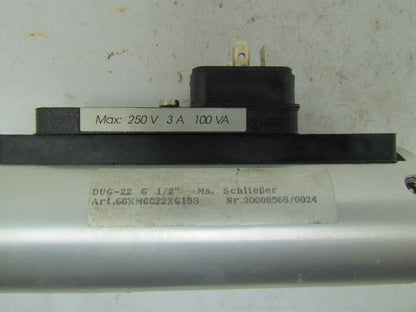 Max: 250 V 3 A 100 VA
DUG-22 G 1/2" Ms, Schließer
Art.66XM6G22XG15S Nr.30008568/0024